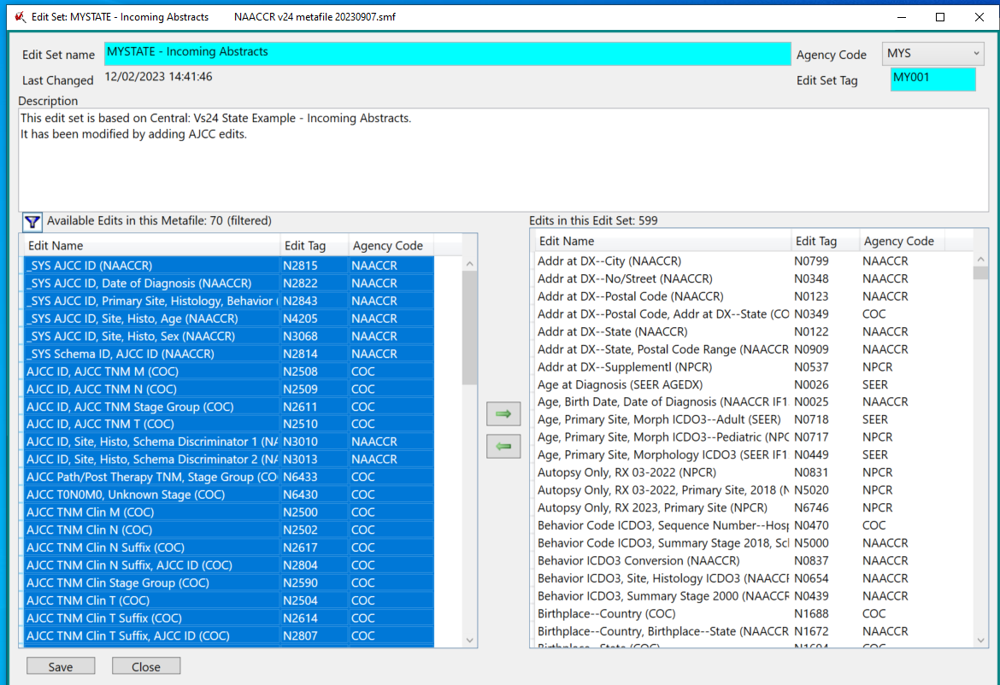 Edit Set: MYSTATE - Incoming Abstracts NAACCR v24 metafile 20230907.smf
Edit Set name MYSTATE - Incoming Abstracts Agency Code MYS
Last Changed 12/02/2023 14:41:46 Edit Set Tag MY001
Description
This edit set is based on Central: Vs24 State Example - Incoming Abstracts.
It has been modified by adding AJCC edits.
Available Edits in this Metafile: 70 (filtered)
Edit Name Edit Tag Agency Code
_SYS AJCC ID (NAACCR) N2815 NAACCR
_SYS AJCC ID, Date of Diagnosis (NAACCR) N2822 NAACCR
_SYS AJCC ID, Primary Site, Histology, Behavior ( N2843 NAACCR
_SYS AJCC ID, Site, Histo, Age (NAACCR) N4205 NAACCR
_SYS AJCC ID, Site, Histo, Sex (NAACCR) N3068 NAACCR
_SYS Schema ID, AJCC ID (NAACCR) N2814 NAACCR
AJCC ID, AJCC TNM M (COC) N2508 COC
AJCC ID, AJCC TNM N (COC) N2509 COC
AJCC ID, AJCC TNM Stage Group (COC) N2611 COC
AJCC ID, AJCC TNM T (COC) N2510 COC
AJCC ID, Site, Histo, Schema Discriminator 1 (NA N3010 NAACCR
AJCC ID, Site, Histo, Schema Discriminator 2 (NA N3013 NAACCR
AJCC Path/Post Therapy TNM, Stage Group (CO N6433 COC
AJCC T0N0M0, Unknown Stage (COC) N6430 COC
AJCC TNM Clin M (COC) N2500 COC
AJCC TNM Clin N (COC) N2502 COC
AJCC TNM Clin N Suffix (COC) N2617 COC
AJCC TNM Clin N Suffix, AJCC ID (COC) N2804 COC
AJCC TNM Clin Stage Group (COC) N2590 COC
AJCC TNM Clin T (COC) N2504 COC
AJCC TNM Clin T Suffix (COC) N2614 COC
AJCC TNM Clin T Suffix, AJCC ID (COC) N2807 COC
Edits in this Edit Set: 599
Edit Name Edit Tag Agency Code
Addr at DX--City (NAACCR) N0799 NAACCR
Addr at DX--No/Street (NAACCR) N0348 NAACCR
Addr at DX--Postal Code (NAACCR) N0123 NAACCR
Addr at DX--Postal Code, Addr at DX--State (CO N0349 COC
Addr at DX--State (NAACCR) N0122 NAACCR
Addr at DX--State, Postal Code Range (NAACCR N0909 NAACCR
Addr at DX--Supplementl (NPCR) N0537 NPCR
Age at Diagnosis (SEER AGEDX) N0026 SEER
Age, Birth Date, Date of Diagnosis (NAACCR IF1 N0025 NAACCR
Age, Primary Site, Morph ICDO3--Adult (SEER) N0718 SEER
Age, Primary Site, Morph ICDO3--Pediatric (NPC N0717 NPCR
Age, Primary Site, Morphology ICDO3 (SEER IF1 N0449 SEER
Autopsy Only, RX 03-2022 (NPCR) N0831 NPCR
Autopsy Only, RX 03-2022, Primary Site, 2018 (N N5020 NPCR
Autopsy Only, RX 2023, Primary Site (NPCR) N6746 NPCR
Behavior Code ICDO3, Sequence Number--Hosp N0470 COC
Behavior Code ICDO3, Summary Stage 2018, Sch N5000 NAACCR
Behavior ICDO3 Conversion (NAACCR) N0837 NAACCR
Behavior ICDO3, Site, Histology ICDO3 (NAACCR N0654 NAACCR
Behavior ICDO3, Summary Stage 2000 (NAACCR N0439 NAACCR
Birthplace--Country (COC) N1688 COC
Birthplace--Country, Birthplace--State (NAACCR N1672 NAACCR
Birthplace--State (COC) N1694 COC
Save Close